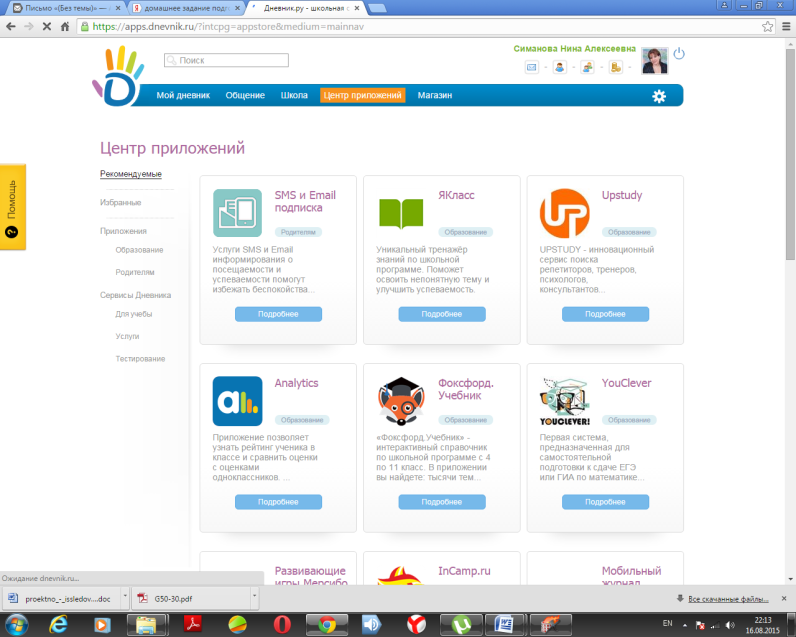 Письмо «(Без темы)» —
домашнее задание подг
Дневник.ру - школьная с
https://apps.dnevnik.ru/?intcpg=appstore&medium=mainnav
Симанова Нина Алексеевна
Поиск
Мой дневник Общение Школа Центр приложений Магазин
Помощь
Центр приложений
Рекомендуемые
Избранные
Приложения
Образование
Родителям
Сервисы Дневника
Для учебы
Услуги
Тестирование
SMS и Email
подписка
Родителям
Услуги SMS и Email
информирования о
посещаемости и
успеваемости помогут
избежать беспокойства...
Подробнее
ЯКласс
Образование
Уникальный тренажёр
знаний по школьной
программе. Поможет
освоить непонятную тему и
улучшить успеваемость.
Подробнее
UP
Upstudy
Образование
UPSTUDY - инновационный
сервис поиска
репетиторов, тренеров,
психологов,
консультантов...
Подробнее
Analytics
Образование
Приложение позволяет
узнать рейтинг ученика в
классе и сравнить оценки
с оценками
одноклассников. ...
Подробнее
Фоксфорд.
Учебник
Образование
«Фоксфорд.Учебник» -
интерактивный справочник
по школьной программе с 4
по 11 класс. В приложении
вы найдете: тысячи тем...
Подробнее
YOUCLEVER!
YouClever
Образование
Первая система,
предназначенная для
самостоятельной
подготовки к сдаче ЕГЭ
или ГИА по математике...
Подробнее
Развивающие
игры Мерсибо
InCamp.ru
Мобильный
журнал
Ожидание dnevnik.ru...
proektno_-_issledov....doc
G50-30.pdf
Все скачанные файлы...
EN
22:13
16.08.2015